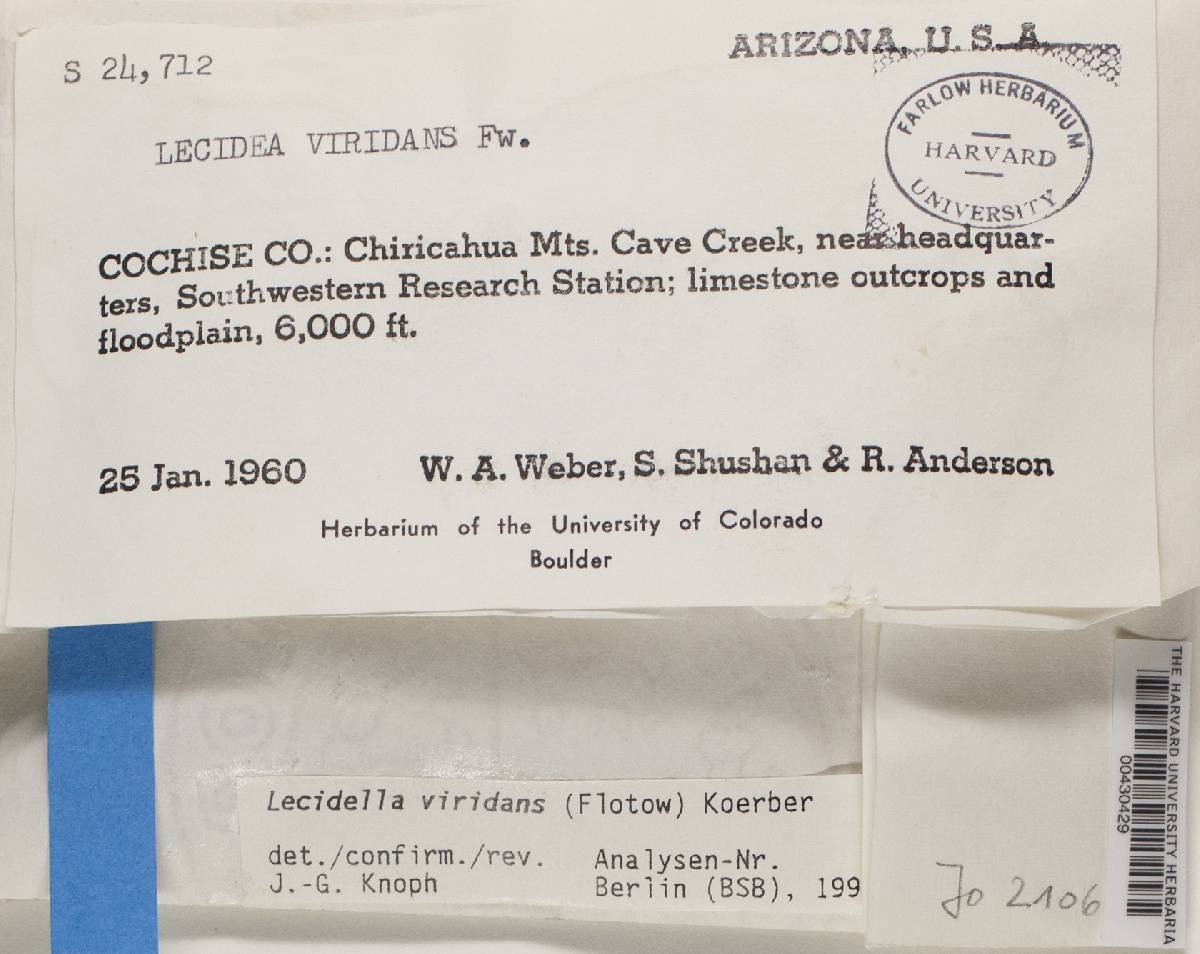 S 24,712
ARIZONA, U. S. A.
FARLOW HERBARIUM
HARVARD
UNIVERSITY
LECIDEA VIRIDANS Fw.
COCHISE CO.: Chiricahua Mts. Cave Creek, near headquar-
ters, Southwestern Research Station; limestone outcrops and
floodplain, 6,000 ft.
25 Jan. 1960 W. A. Weber, S. Shushan & R. Anderson
Herbarium of the University of Colorado
Boulder
Lecidella viridans (Flotow) Koerber
det./confirm./rev. Analysen-Nr.
J.-G. Knoph Berlin (BSB), 199
Jo 2106
THE HARVARD UNIVERSITY HERBARIA
00430429